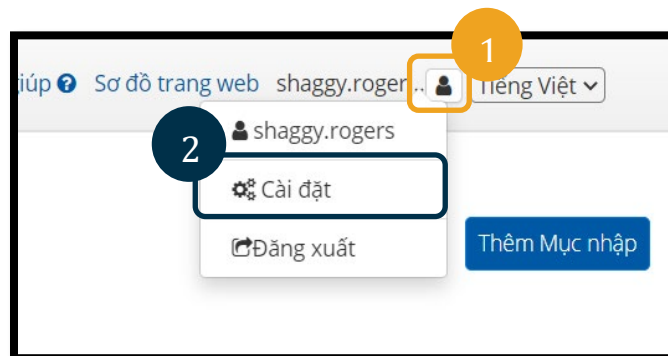 1
giúp Sơ đồ trang web shaggy.roger... Tiếng Việt
2
shaggy.rogers
Cài đặt
Đăng xuất
Thêm Mục nhập